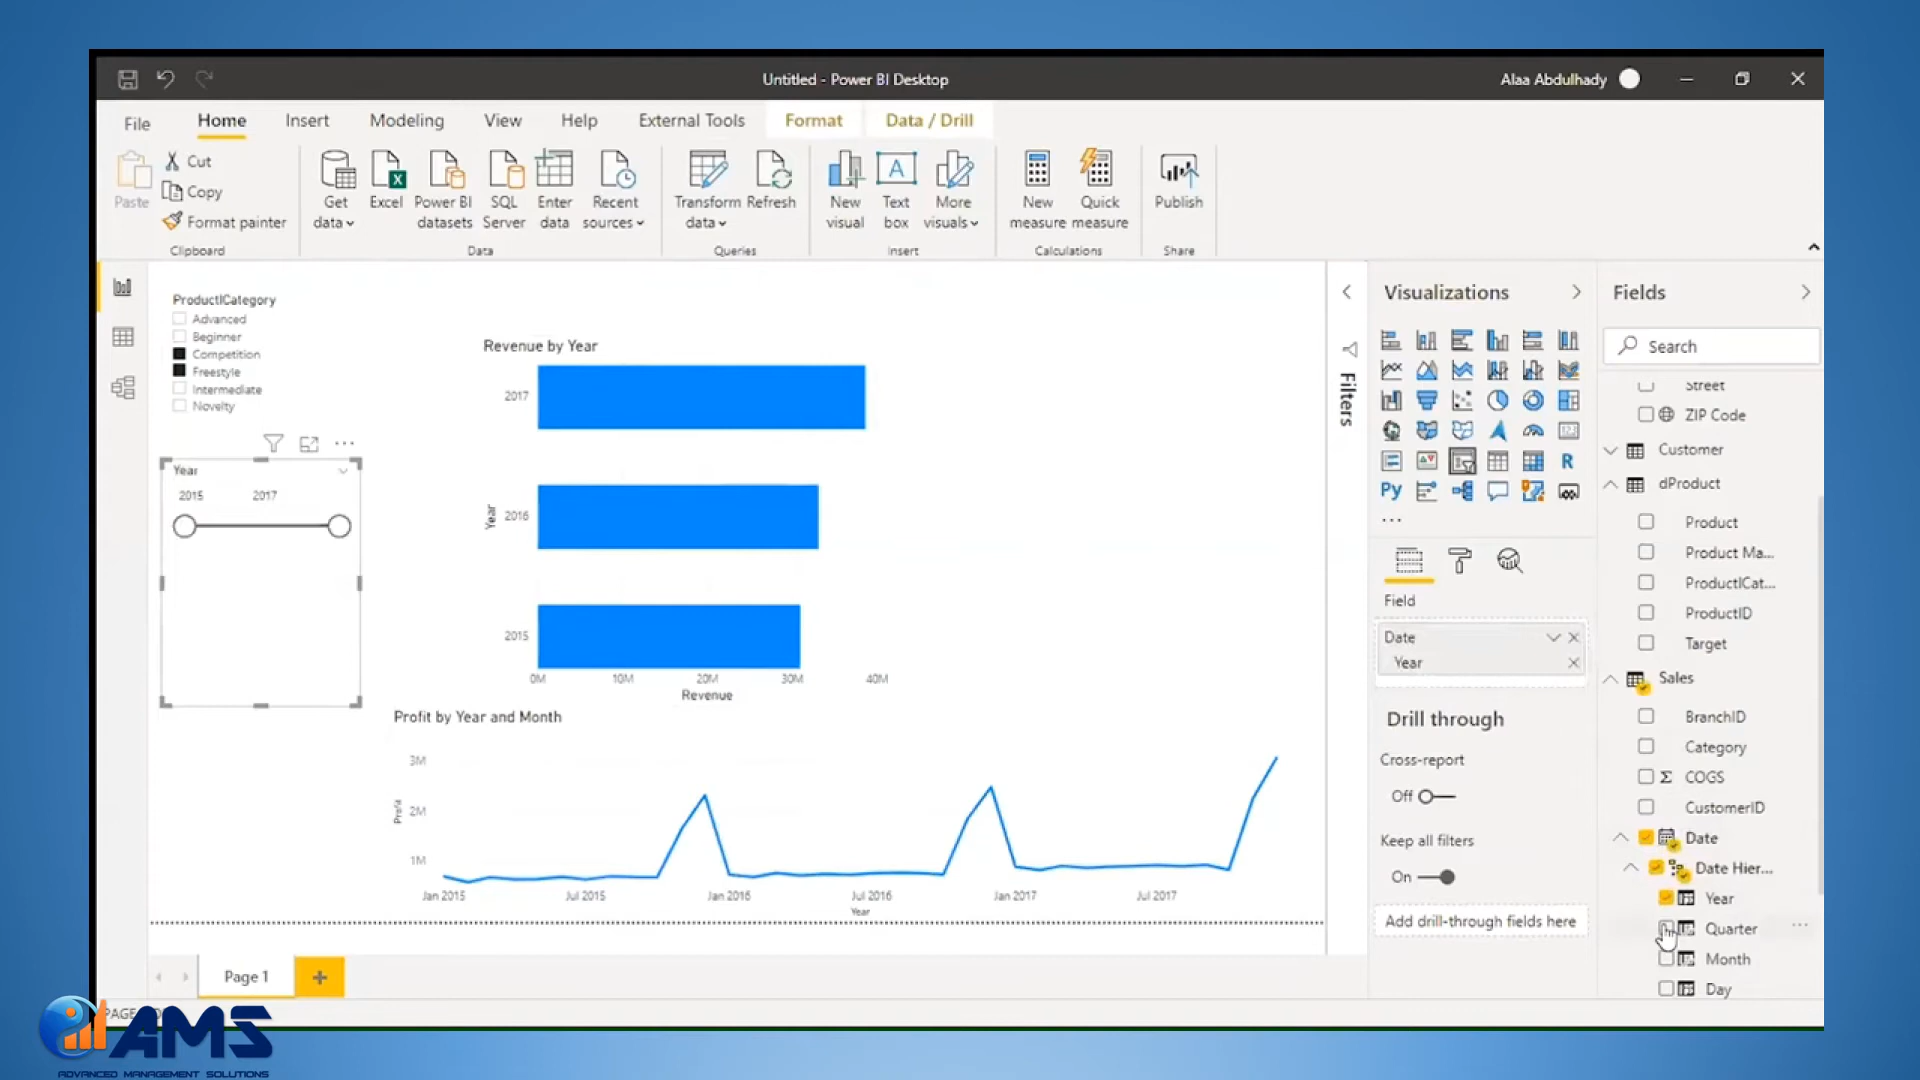 Untitled - Power BI Desktop
Alaa Abdulhady
File
Home
Insert
Modeling
View
Help
External Tools
Format
Data / Drill
Paste
Cut
Copy
Format painter
Clipboard
Get data
Excel
Power BI datasets
SQL Server
Enter data
Recent sources
Data
Transform data
Refresh
Queries
New visual
Text box
More visuals
Insert
New measure
Quick measure
Calculations
Publish
Share
ProductlCategory
Advanced
Beginner
Competition
Freestyle
Intermediate
Novelty
Year
2015
2017
Revenue by Year
2017
2016
2015
Year
0M
10M
20M
30M
40M
Revenue
Profit by Year and Month
3M
2M
1M
Profit
Jan 2015
Jul 2015
Jan 2016
Jul 2016
Jan 2017
Jul 2017
Year
Page 1
Filters
Visualizations
R
Py
Field
Date
Year
Drill through
Cross-report
Off
Keep all filters
On
Add drill-through fields here
Fields
Search
Street
ZIP Code
Customer
dProduct
Product
Product Ma...
ProductlCat...
ProductID
Target
Sales
BranchID
Category
COGS
CustomerID
Date
Date Hier...
Year
Quarter
Month
Day
AMS
ADVANCED MANAGEMENT SOLUTIONS